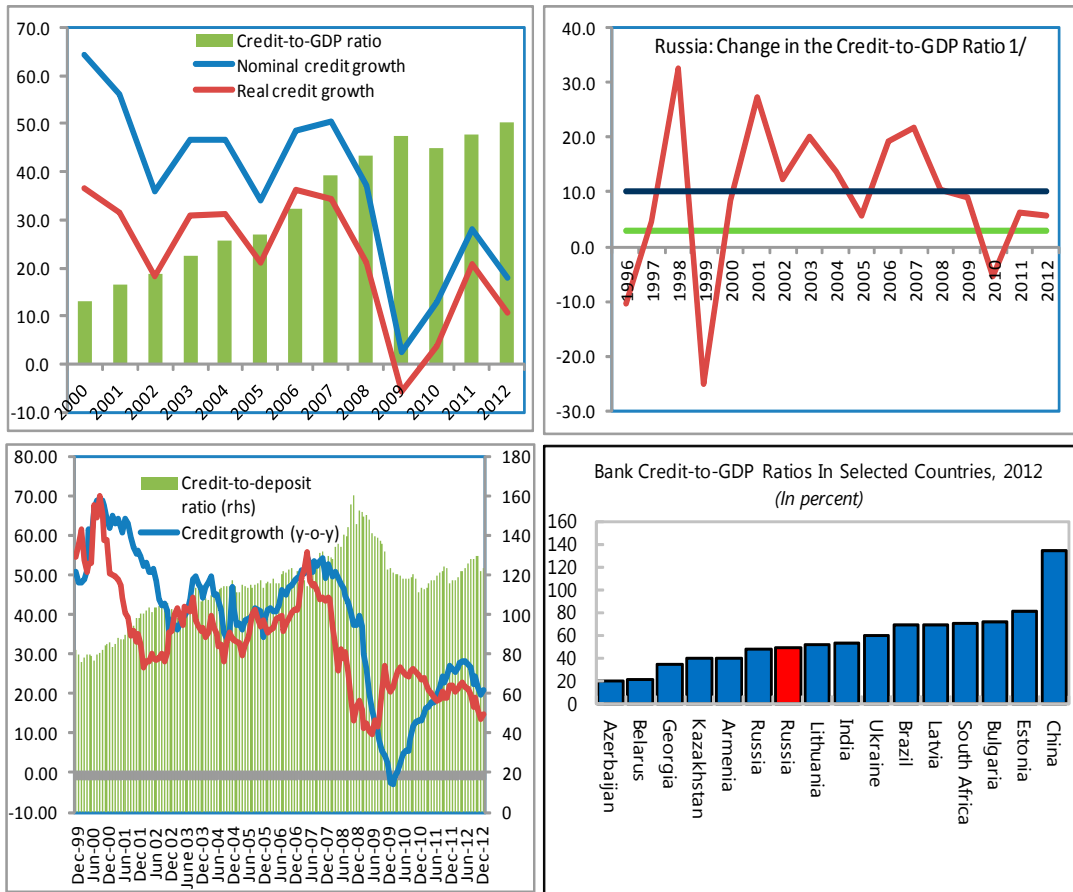 70.0
60.0
50.0
40.0
30.0
20.0
10.0
0.0
-10.0
Credit-to-GDP ratio
Nominal credit growth
Real credit growth
2000
2001
2002
2003
2004
2005
2006
2007
2008
2009
2010
2011
2012
Russia: Change in the Credit-to-GDP Ratio 1/
40.0
30.0
20.0
10.0
0.0
-10.0
-20.0
-30.0
1996
1997
1998
1999
2000
2001
2002
2003
2004
2005
2006
2007
2008
2009
2010
2011
2012
80.00
70.00
60.00
50.00
40.00
30.00
20.00
10.00
0.00
-10.00
Credit-to-deposit
ratio (rhs)
Credit growth (y-o-y)
180
160
140
120
100
80
60
40
20
0
Dec-99
Jun-00
Dec-00
Jun-01
Dec 01
Jun 02
Dec 02
June 03
Dec-03
Jun-04
Dec-04
Jun-05
Dec-05
Jun-06
Dec-06
Jun-07
Dec-07
Jun-08
Dec-08
Jun-09
Dec-09
Jun-10
Dec-10
Jun-11
Dec-11
Jun-12
Dec-12
Bank Credit-to-GDP Ratios In Selected Countries, 2012
(In percent)
160
140
120
100
80
60
40
20
0
Azerbaijan
Belarus
Georgia
Kazakhstan
Armenia
Russia
Russia
Lithuania
India
Ukraine
Brazil
Latvia
South Africa
Bulgaria
Estonia
China